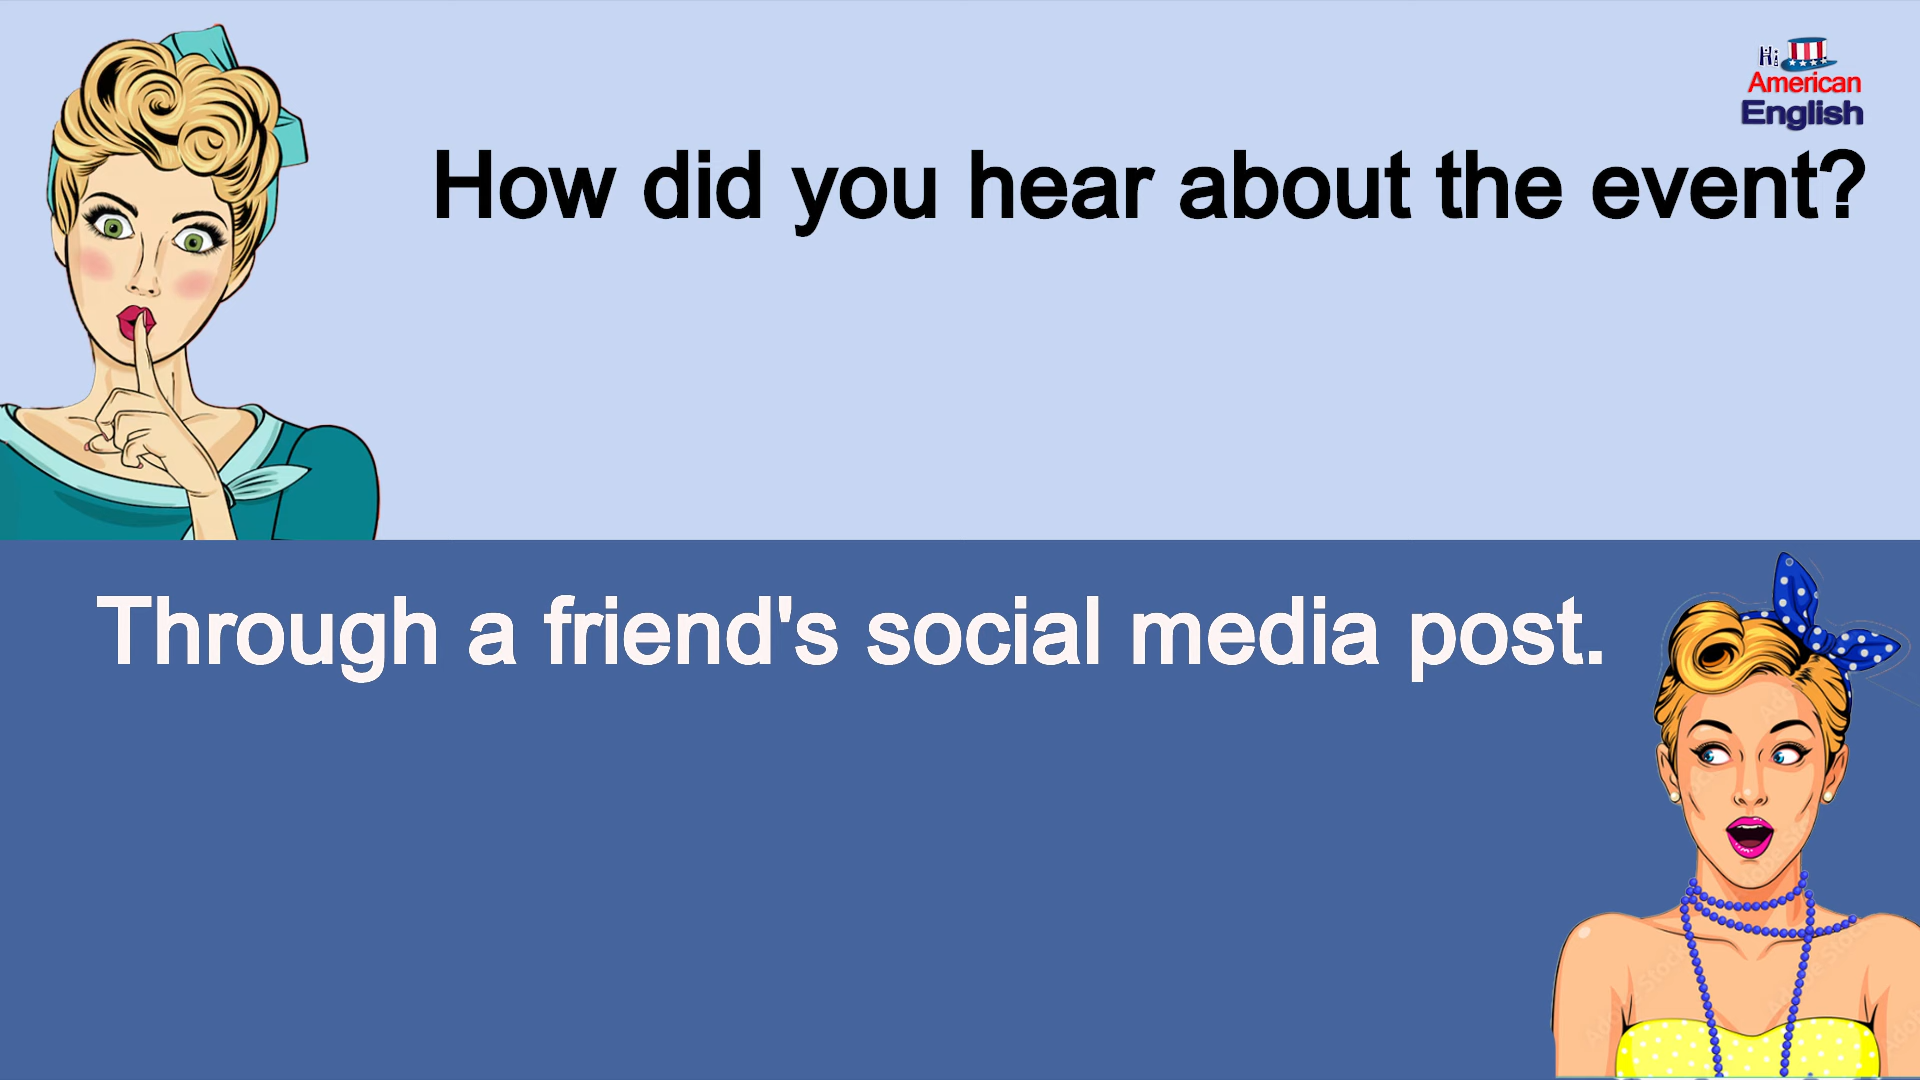 Hi
American
English
How did you hear about the event?
Through a friend's social media post.